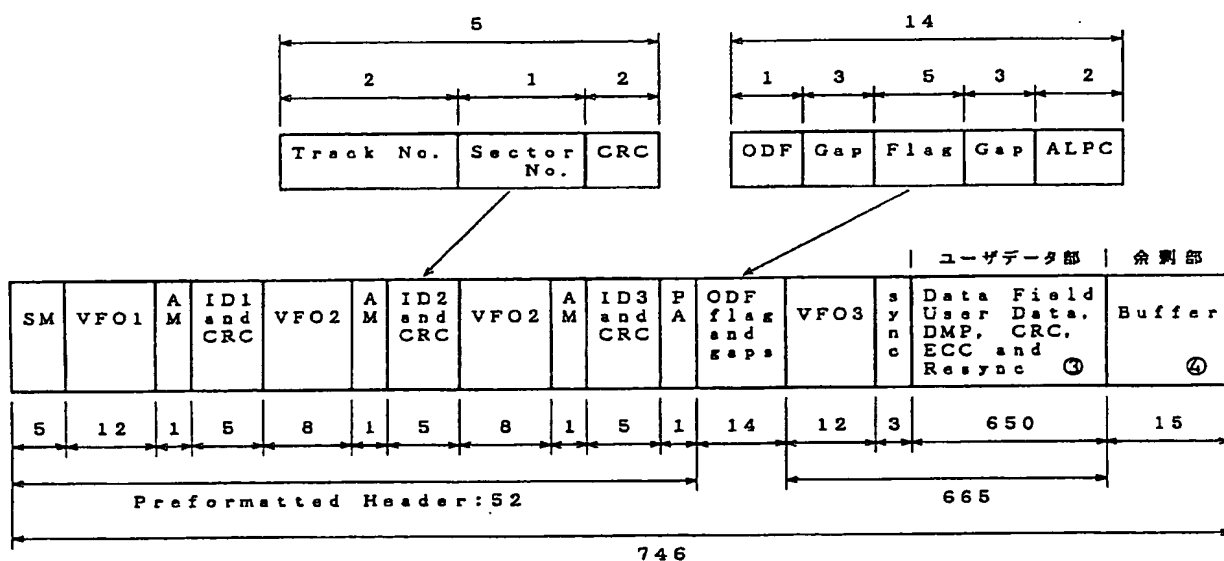 5
14
2 1 2
1 3 5 3 2
Track No. Sector No. CRC
ODF Gap Flag Gap ALPC
ユーザデータ部 余剰部
SM
VFO1
AM
ID1 and CRC
VFO2
AM
ID2 and CRC
VFO2
AM
ID3 and CRC
PA
ODF flag and gaps
VFO3
sync
Data Field
User Data,
DMP, CRC,
ECC and
Resync ③
Buffer
④
5 12 1 5 8 1 5 8 1 5 1 14 12 3 650 15
Preformatted Header:52
665
746